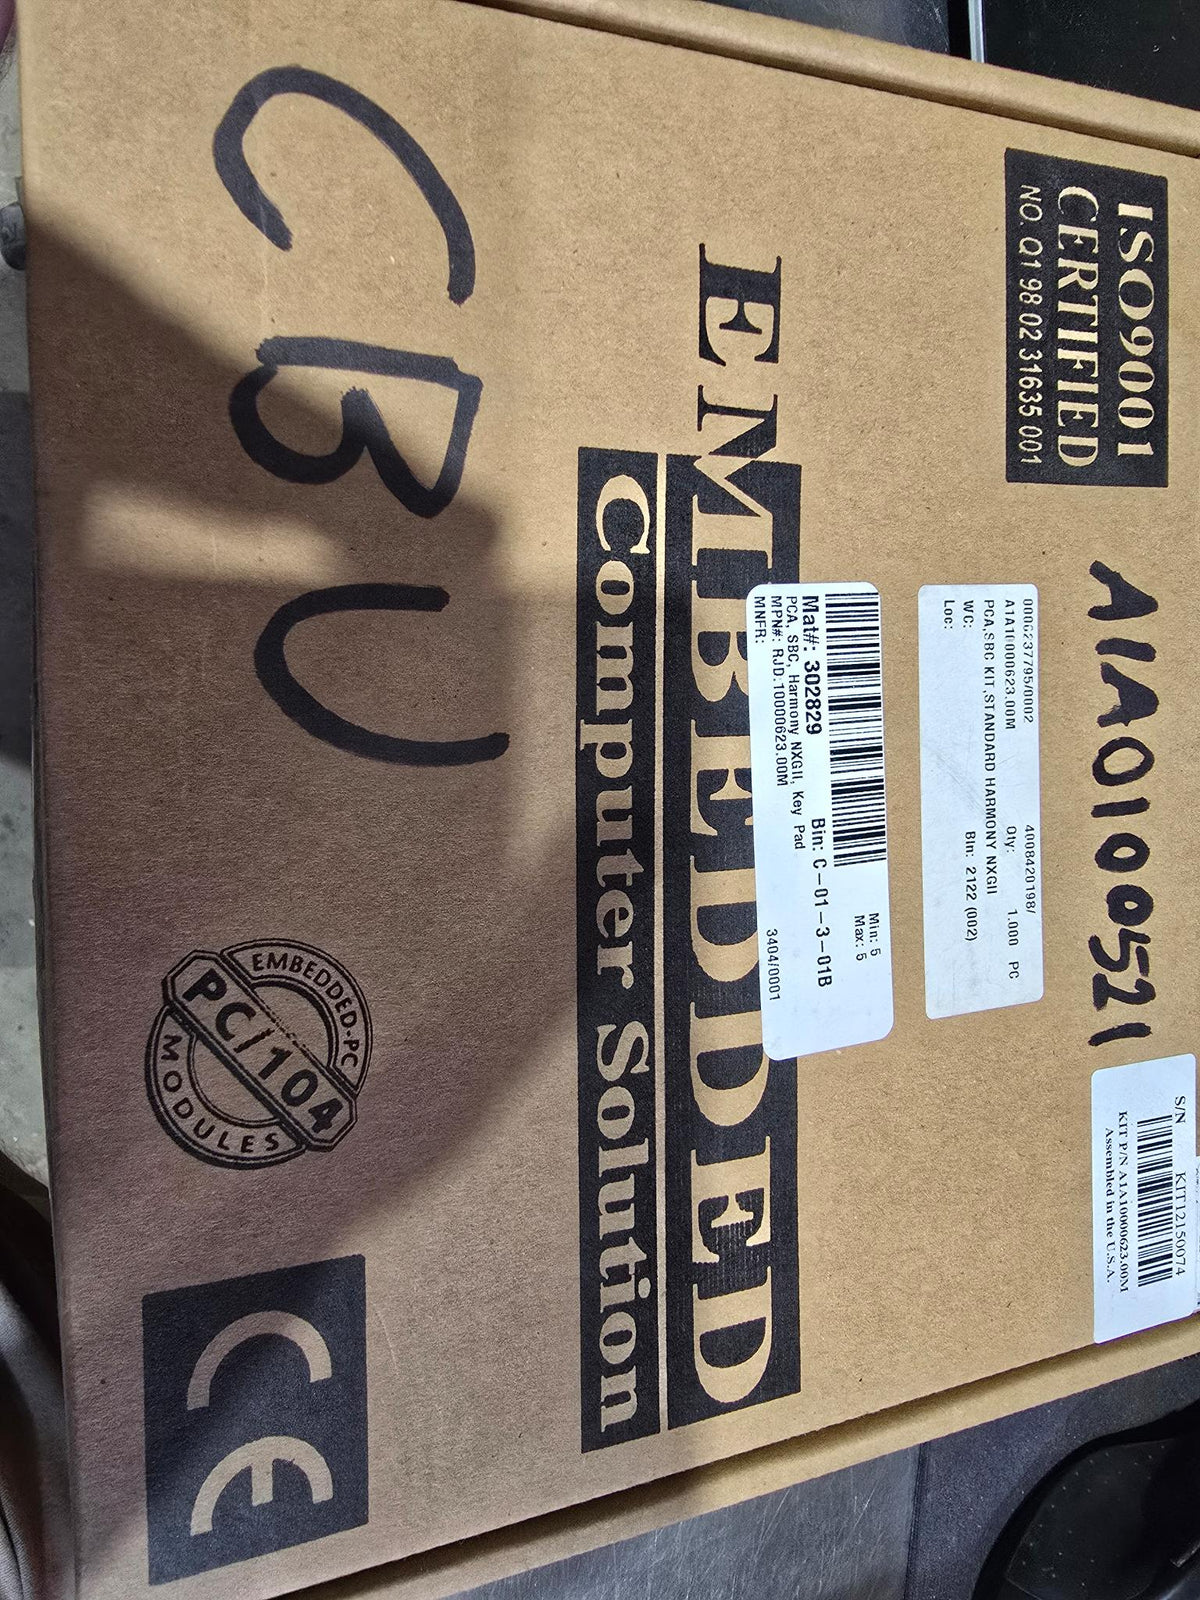 ISO9001
CERTIFIED
NO. Q1 98 02 31635 001
A1A010000521
S/N KIT12150074
KIT P/N A1A10000623.00M
Assembled in the U.S.A.
0006237795/0002 4008420198/
A1A10000623.00M Qty: 1.000 PC
PCA,SBC KIT,STANDARD HARMONY NXGII
WC: Bin: 2122 (002)
Loc:
Min: 5
Max: 5
Mat#: 302829 Bin: C-01-3-01B
PCA, SBC, Harmony NXGII, Key Pad
MPN#: RJD.10000623.00M 3404/0001
MNFR:
EMBEDDED
Computer Solution
CBU
EMBEDDED-PC
PC/104
MODULES
CE